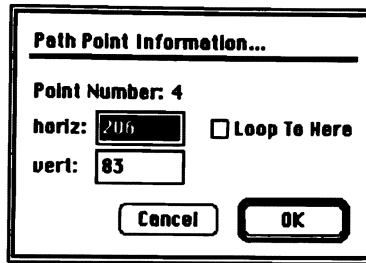 Path Point Information...
Point Number: 4
horiz: 206 Loop To Here
vert: 83
Cancel OK